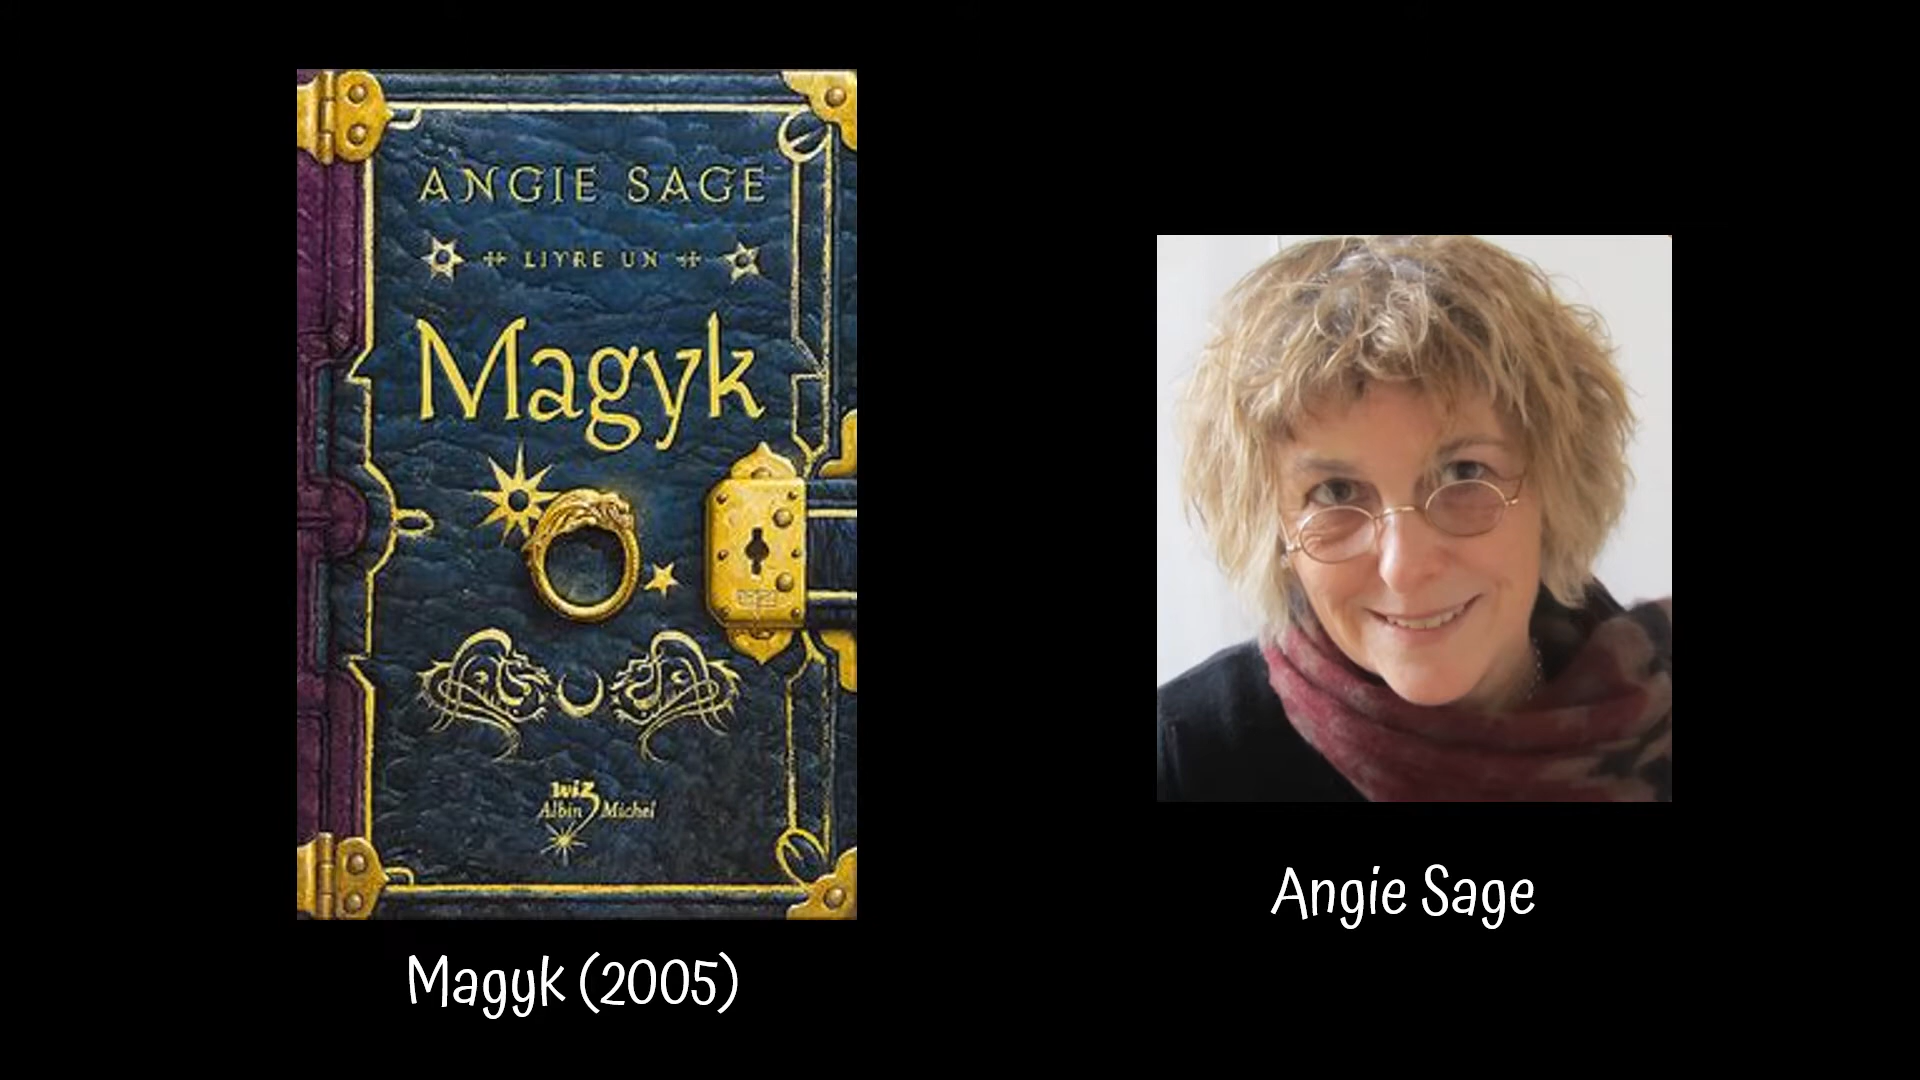 ANGIE SAGE
LIVRE UN
Magyk
wiz
Albin Michel
Magyk (2005)
Angie Sage